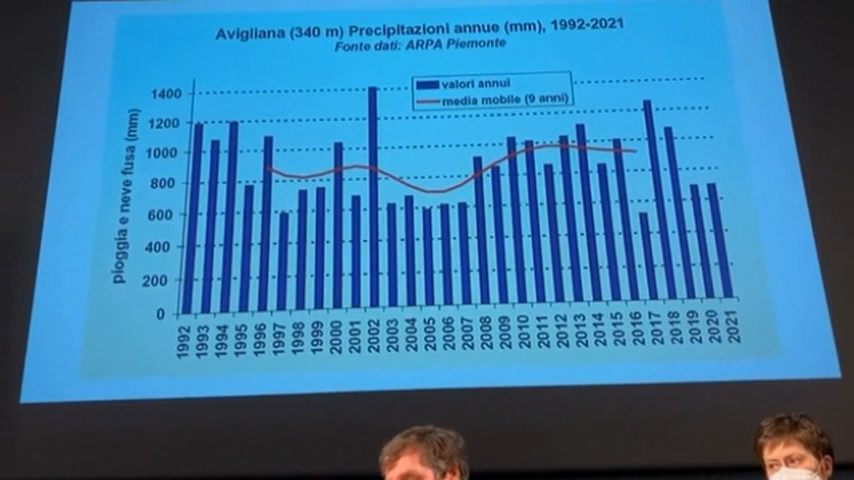 Avigliana (340 m) Precipitazioni annue (mm), 1992-2021
Fonte dati: ARPA Piemonte
valori annui
media mobile (9 anni)
pioggia e neve fusa (mm)
1400
1200
1000
800
600
400
200
0
1992 1993 1994 1995 1996 1997 1998 1999 2000 2001 2002 2003 2004 2005 2006 2007 2008 2009 2010 2011 2012 2013 2014 2015 2016 2017 2018 2019 2020 2021